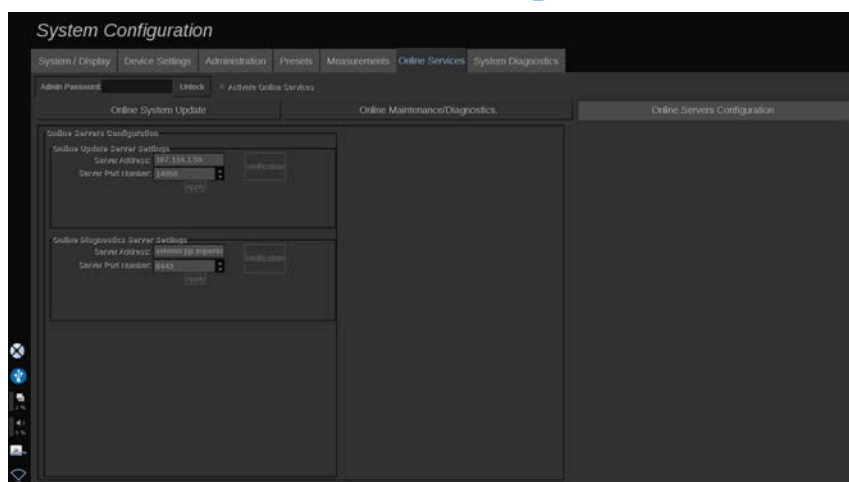 System Configuration
System / Display Device Settings Administration Presets Measurements Online Services System Diagnostics
Admin Password: Unlock Activate Online Services
Online System Update Online Maintenance/Diagnostics. Online Servers Configuration
Online Servers Configuration
Online Update Server Settings
Server Address:
Server Port Number: Verification
Apply
Online Diagnostics Server Settings
Server Address:
Server Port Number: 8443 Verification
Apply